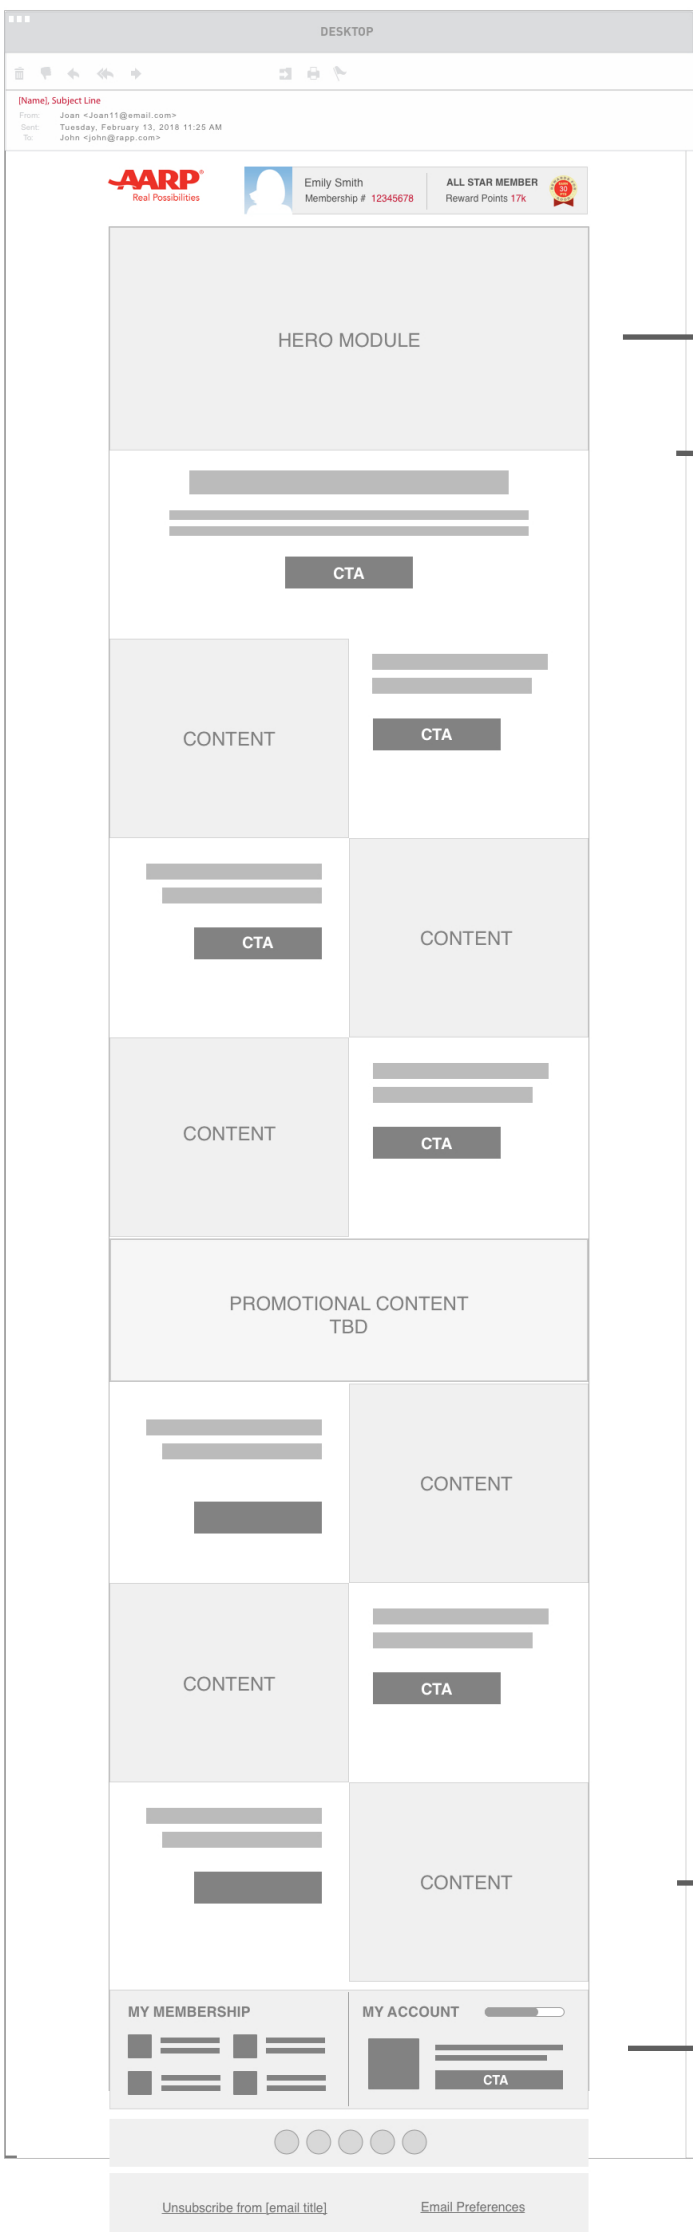 DESKTOP
[Name], Subject Line
From: Joan <Joan11@email.com>
Sent: Tuesday, February 13, 2018 11:25 AM
To: John <john@rapp.com>
AARP®
Real Possibilities
Emily Smith
Membership # 12345678
ALL STAR MEMBER
Reward Points 17k
30
HERO MODULE
CTA
CONTENT
CTA
CTA
CONTENT
CONTENT
CTA
PROMOTIONAL CONTENT
TBD
CONTENT
CONTENT
CTA
CONTENT
MY MEMBERSHIP
MY ACCOUNT
CTA
Unsubscribe from [email title]
Email Preferences